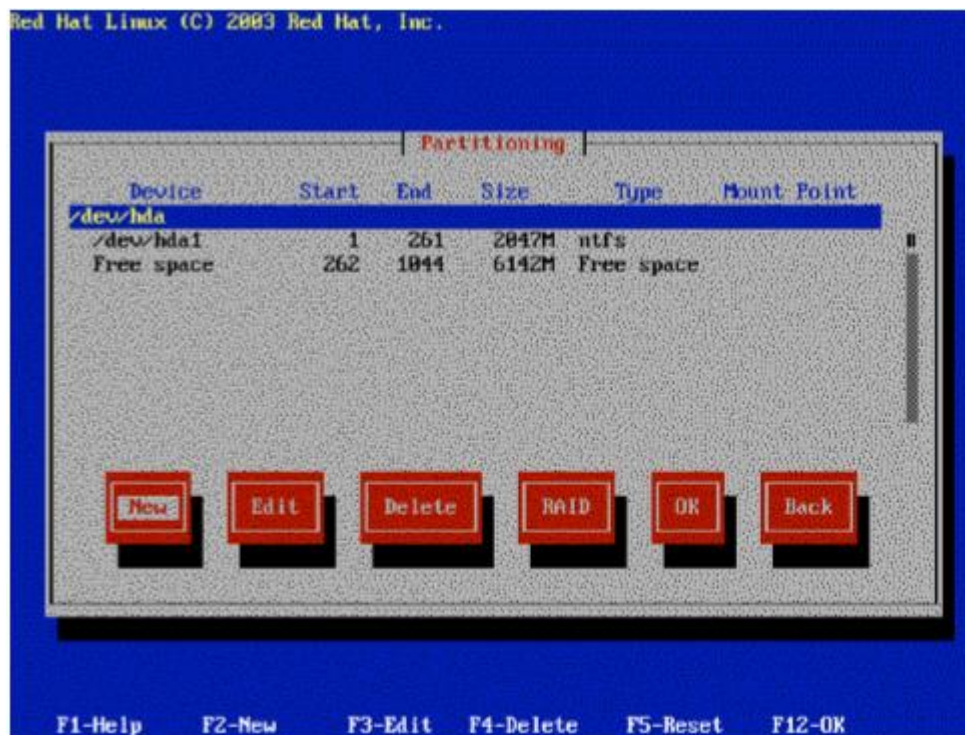 Red Hat Linux (C) 2003 Red Hat, Inc.
Partitioning
Device Start End Size Type Mount Point
/dev/hda
/dev/hda1 1 261 2047M ntfs
Free space 262 1044 6142M Free space
New Edit Delete RAID OK Back
F1-Help F2-New F3-Edit F4-Delete F5-Reset F12-OK